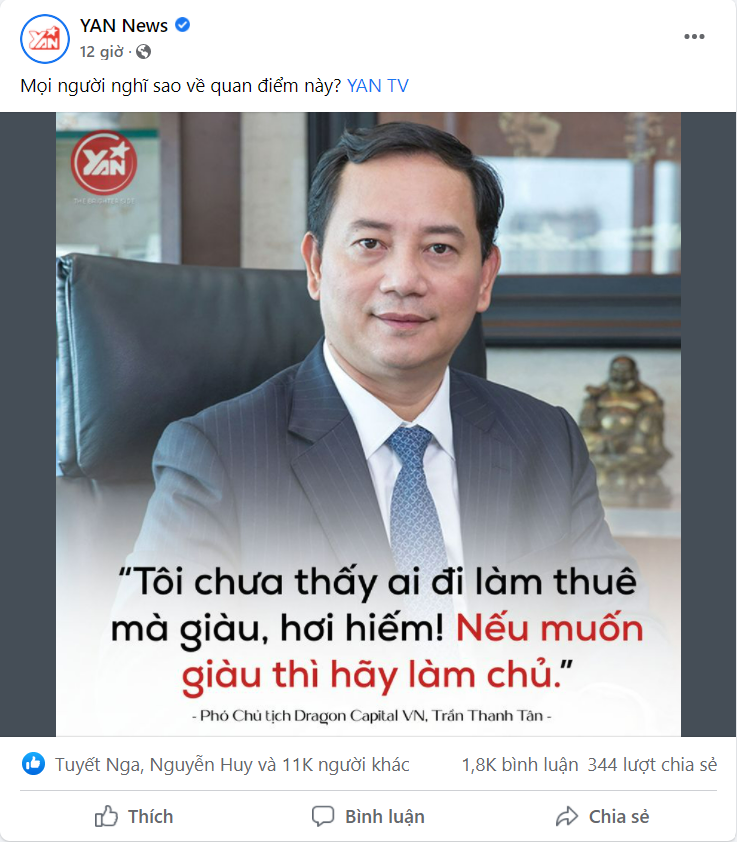 YAN News
12 giờ ·
Mọi người nghĩ sao về quan điểm này? YAN TV
YAN
YAN
THE BRIGHTER SIDE
“Tôi chưa thấy ai đi làm thuê
mà giàu, hơi hiếm! Nếu muốn
giàu thì hãy làm chủ.”
- Phó Chủ tịch Dragon Capital VN, Trần Thanh Tân -
Tuyết Nga, Nguyễn Huy và 11K người khác 1,8K bình luận 344 lượt chia sẻ
Thích Bình luận Chia sẻ